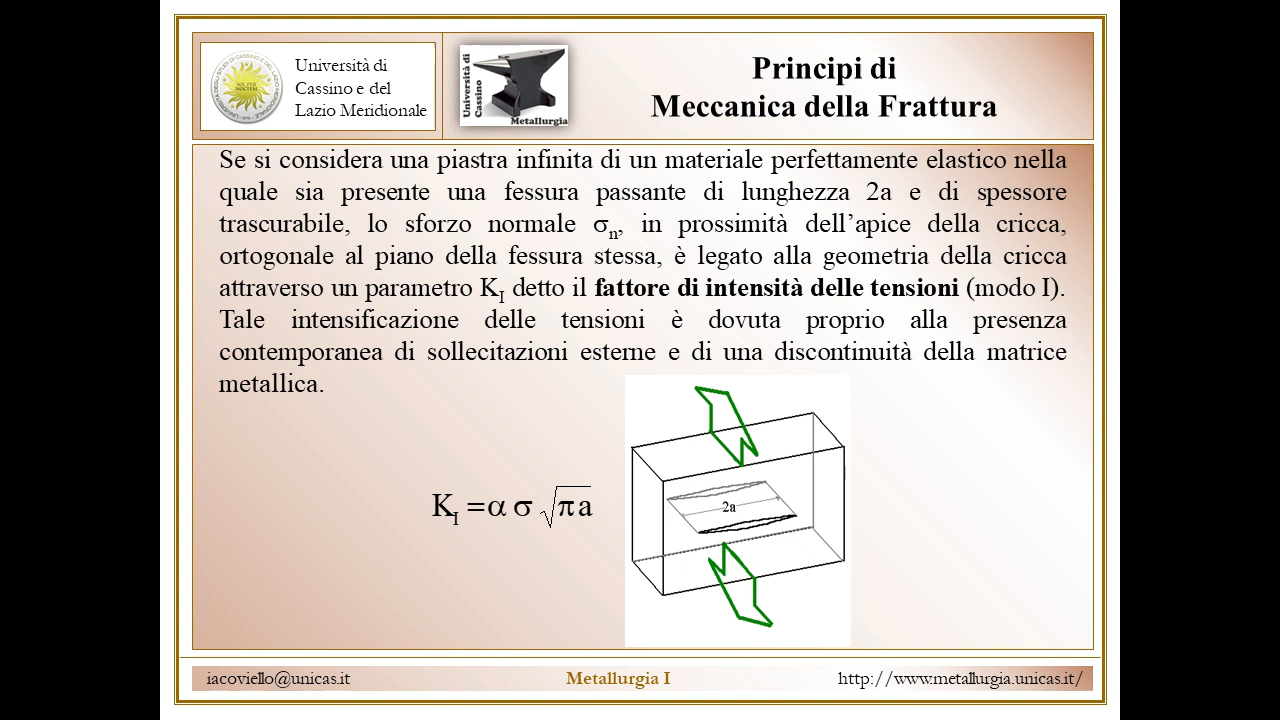 Università di
Cassino e del
Lazio Meridionale
Università di
Cassino
Metallurgia
Principi di
Meccanica della Frattura
Se si considera una piastra infinita di un materiale perfettamente elastico nella
quale sia presente una fessura passante di lunghezza 2a e di spessore
trascurabile, lo sforzo normale σn, in prossimità dell’apice della cricca,
ortogonale al piano della fessura stessa, è legato alla geometria della cricca
attraverso un parametro KI detto il fattore di intensità delle tensioni (modo I).
Tale intensificazione delle tensioni è dovuta proprio alla presenza
contemporanea di sollecitazioni esterne e di una discontinuità della matrice
metallica.
KI =α σ √πa
2a
iacoviello@unicas.it
Metallurgia I
http://www.metallurgia.unicas.it/